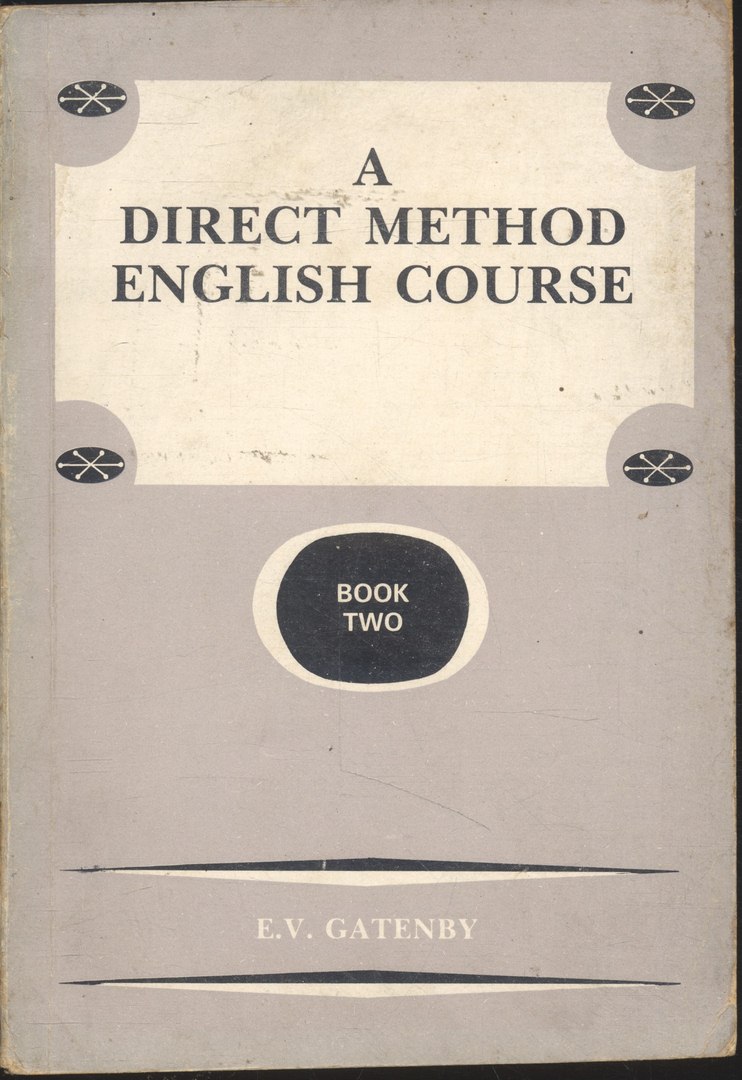 A
DIRECT METHOD
ENGLISH COURSE
BOOK
TWO
E.V. GATENBY